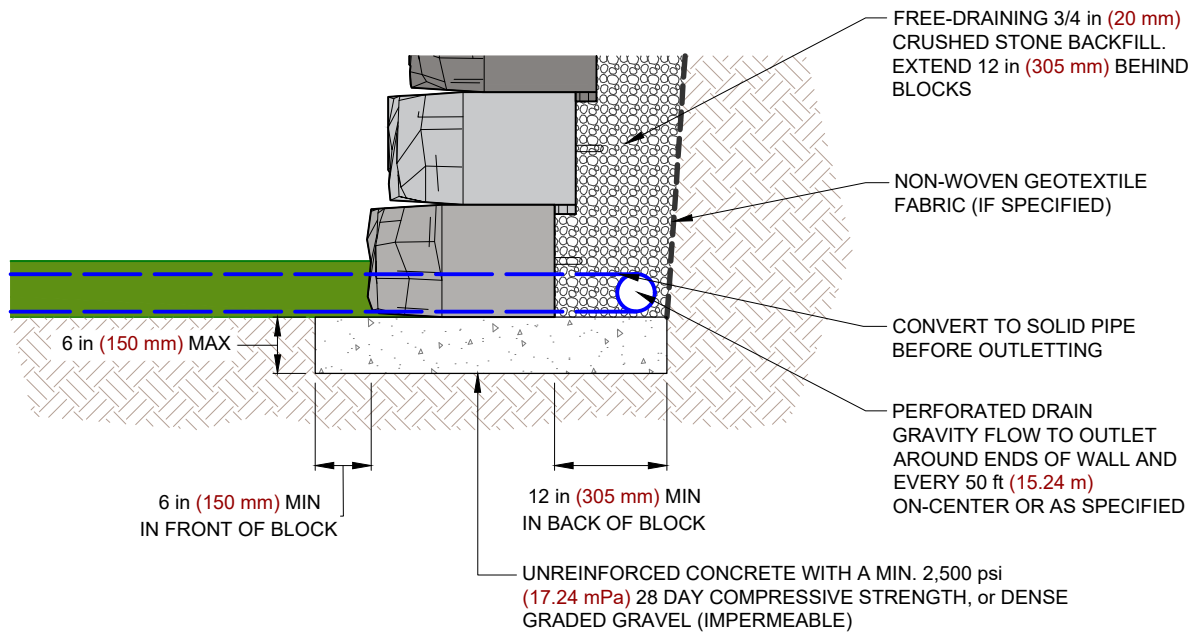 FREE-DRAINING 3/4 in (20 mm)
CRUSHED STONE BACKFILL.
EXTEND 12 in (305 mm) BEHIND
BLOCKS
NON-WOVEN GEOTEXTILE
FABRIC (IF SPECIFIED)
CONVERT TO SOLID PIPE
BEFORE OUTLETTING
6 in (150 mm) MAX
PERFORATED DRAIN
GRAVITY FLOW TO OUTLET
AROUND ENDS OF WALL AND
EVERY 50 ft (15.24 m)
ON-CENTER OR AS SPECIFIED
6 in (150 mm) MIN
IN FRONT OF BLOCK
12 in (305 mm) MIN
IN BACK OF BLOCK
UNREINFORCED CONCRETE WITH A MIN. 2,500 psi
(17.24 mPa) 28 DAY COMPRESSIVE STRENGTH, or DENSE
GRADED GRAVEL (IMPERMEABLE)